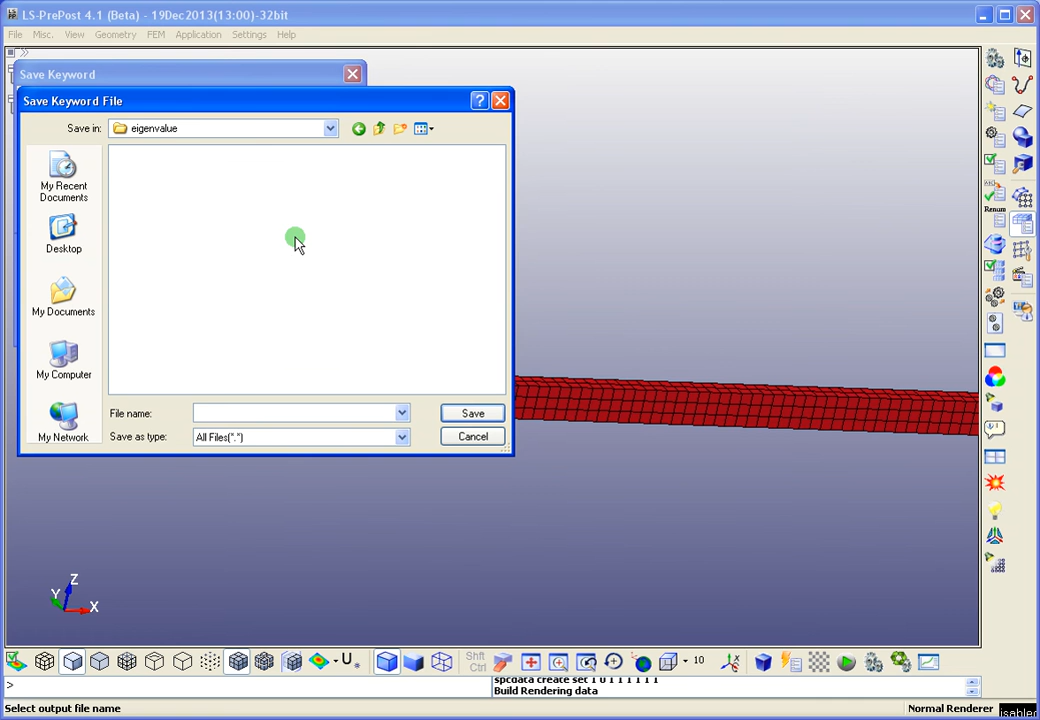 LS-PrePost 4.1 (Beta) - 19Dec2013(13:00)-32bit
File Misc. View Geometry FEM Application Settings Help
Save Keyword
Save Keyword File
Save in: eigenvalue
My Recent
Documents
Desktop
My Documents
My Computer
My Network
File name:
Save
Save as type: All Files(*.*)
Cancel
Renum
Z
Y
X
U
Shft
Ctrl
10
>
spcdata create set 1 0 1 1 1 1 1 1
Build Rendering data
Select output file name
Normal Renderer
isabler